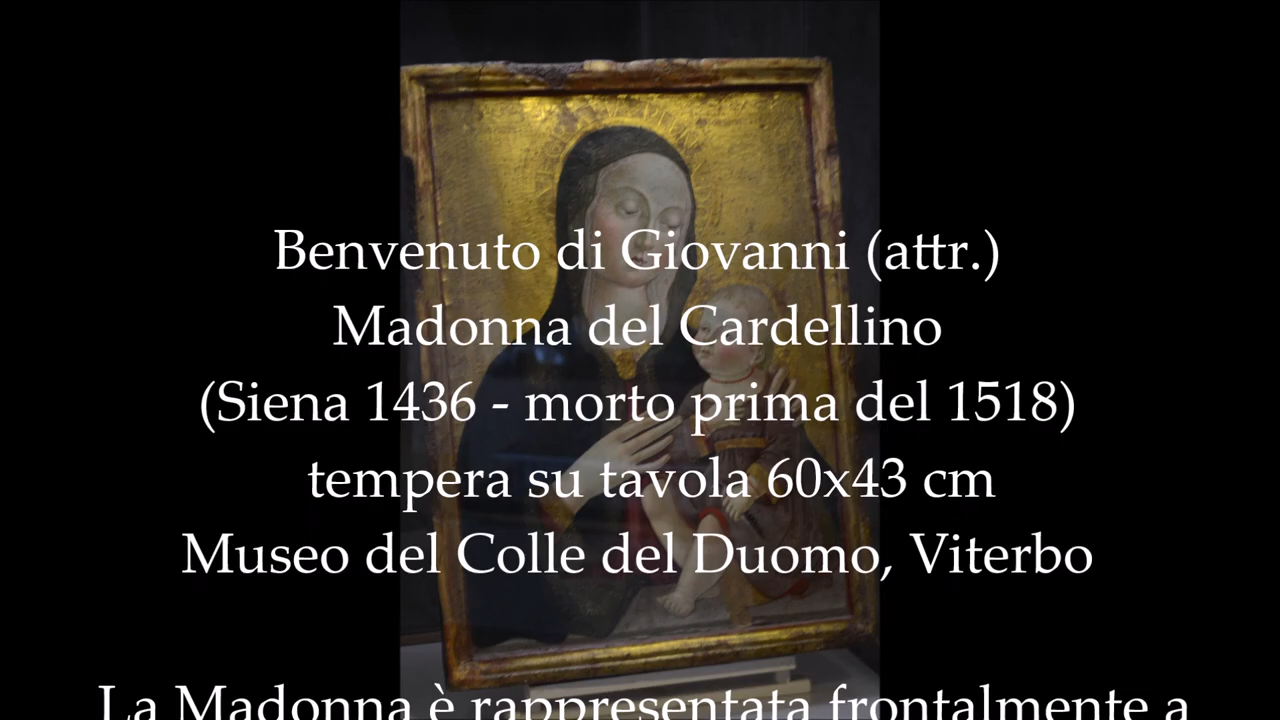 Benvenuto di Giovanni (attr.)
Madonna del Cardellino
(Siena 1436 - morto prima del 1518)
tempera su tavola 60x43 cm
Museo del Colle del Duomo, Viterbo
La Madonna è rappresentata frontalmente a